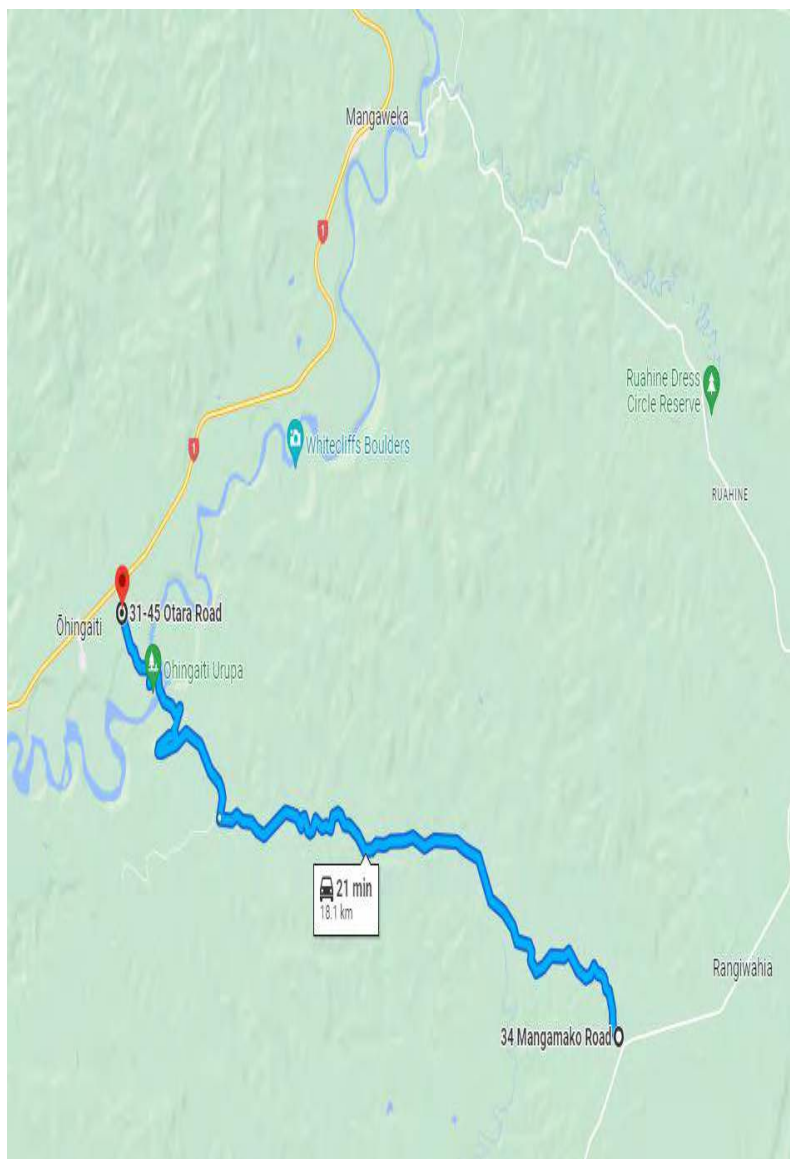 Mangaweka
1
Ruahine Dress
Circle Reserve
1
Whitecliffs Boulders
RUAHINE
31-45 Otara Road
Ōhingaiti
Ohingaiti Urupa
21 min
18.1 km
Rangiwahia
34 Mangamako Road